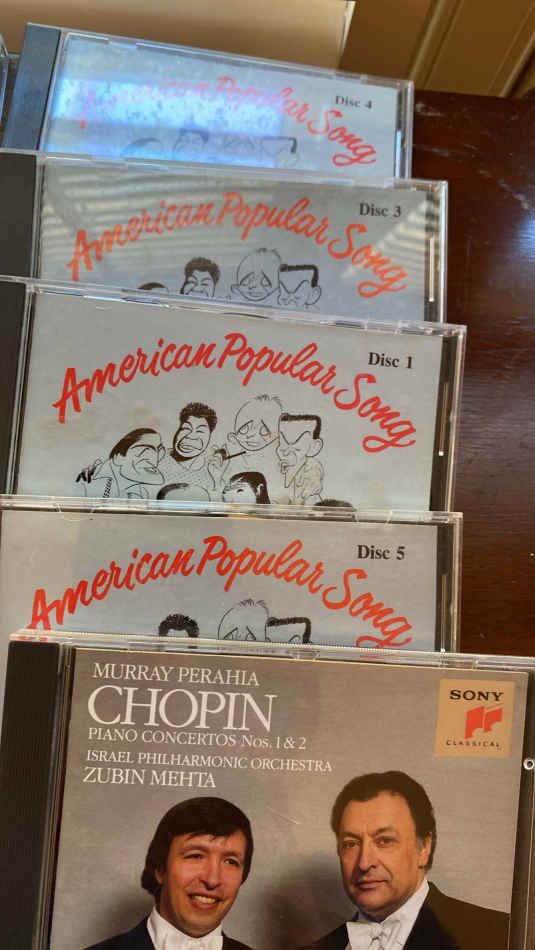 American Popular Song
Disc 4
American Popular Song
Disc 3
American Popular Song
Disc 1
American Popular Song
Disc 5
MURRAY PERAHIA
CHOPIN
PIANO CONCERTOS Nos. 1 & 2
ISRAEL PHILHARMONIC ORCHESTRA
ZUBIN MEHTA
SONY
CLASSICAL